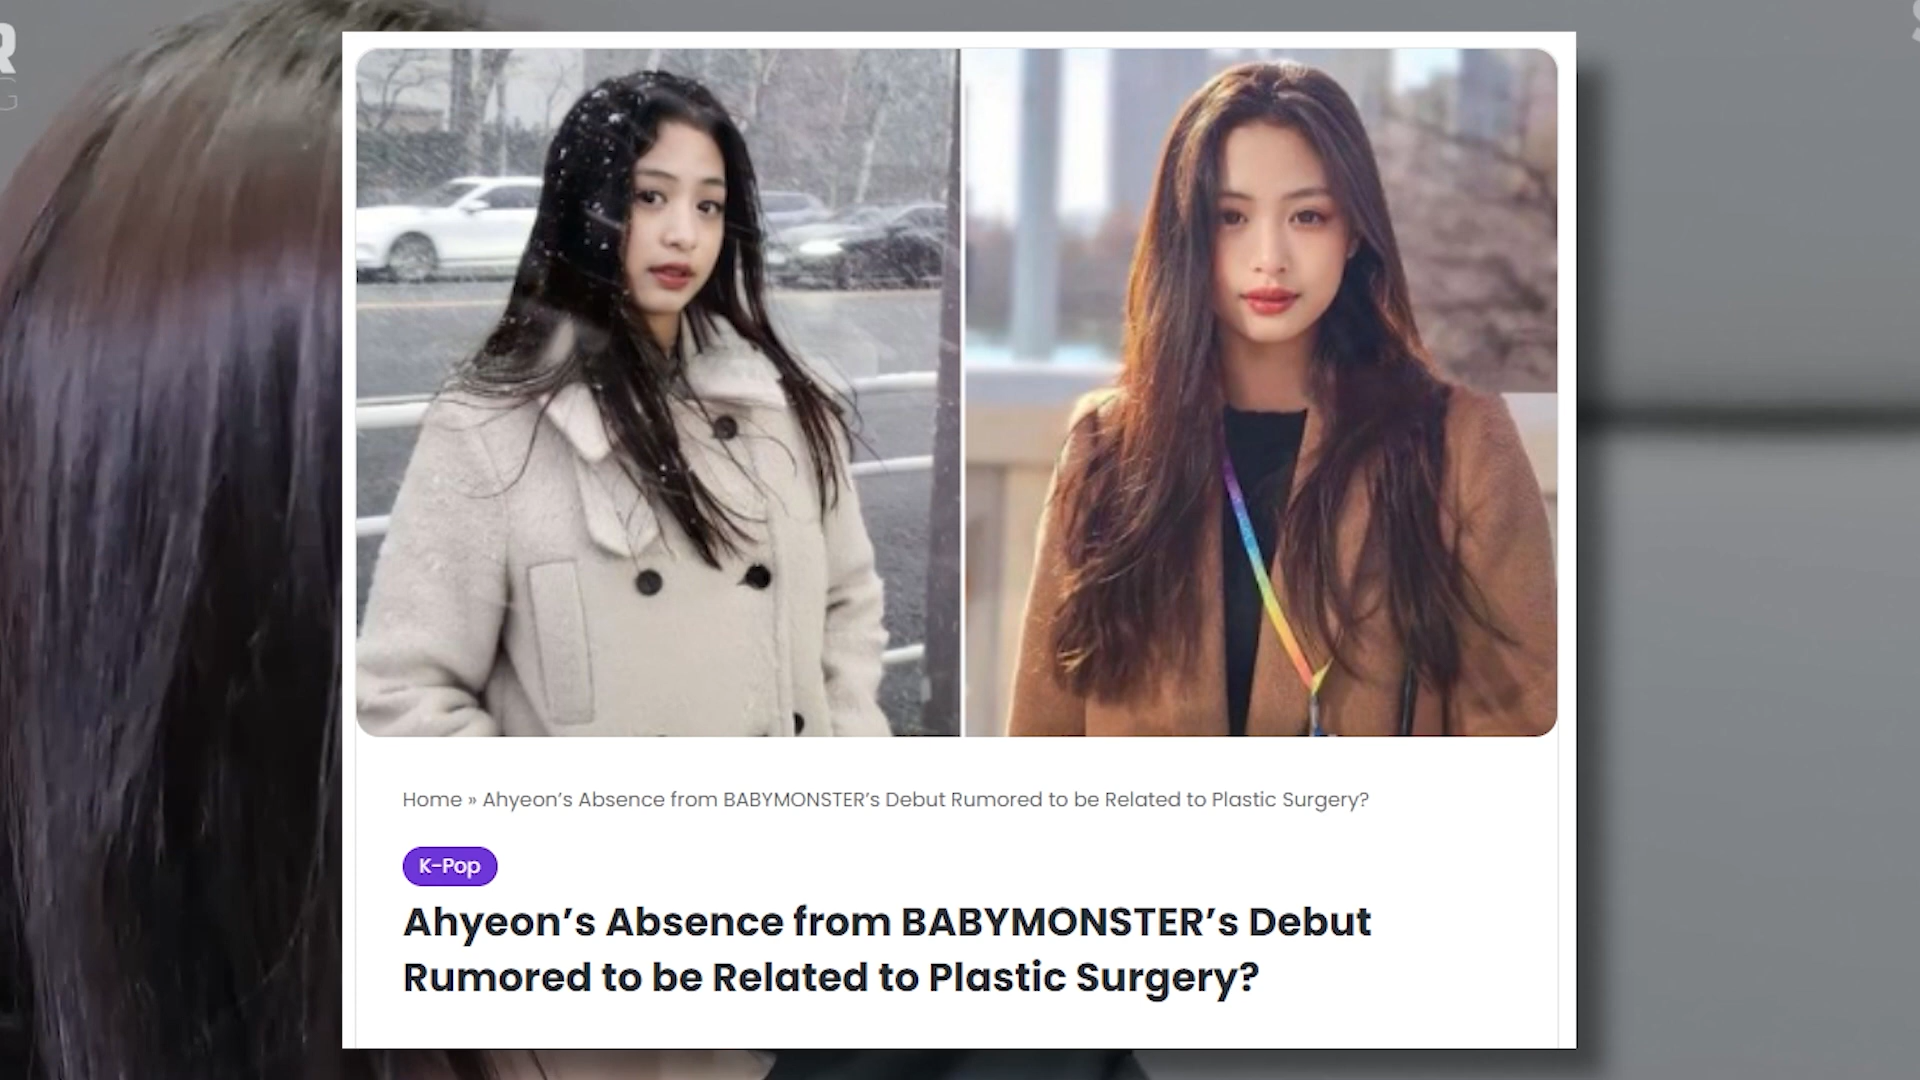 R
G
S
Home » Ahyeon’s Absence from BABYMONSTER’s Debut Rumored to be Related to Plastic Surgery?
K-Pop
Ahyeon’s Absence from BABYMONSTER’s Debut
Rumored to be Related to Plastic Surgery?